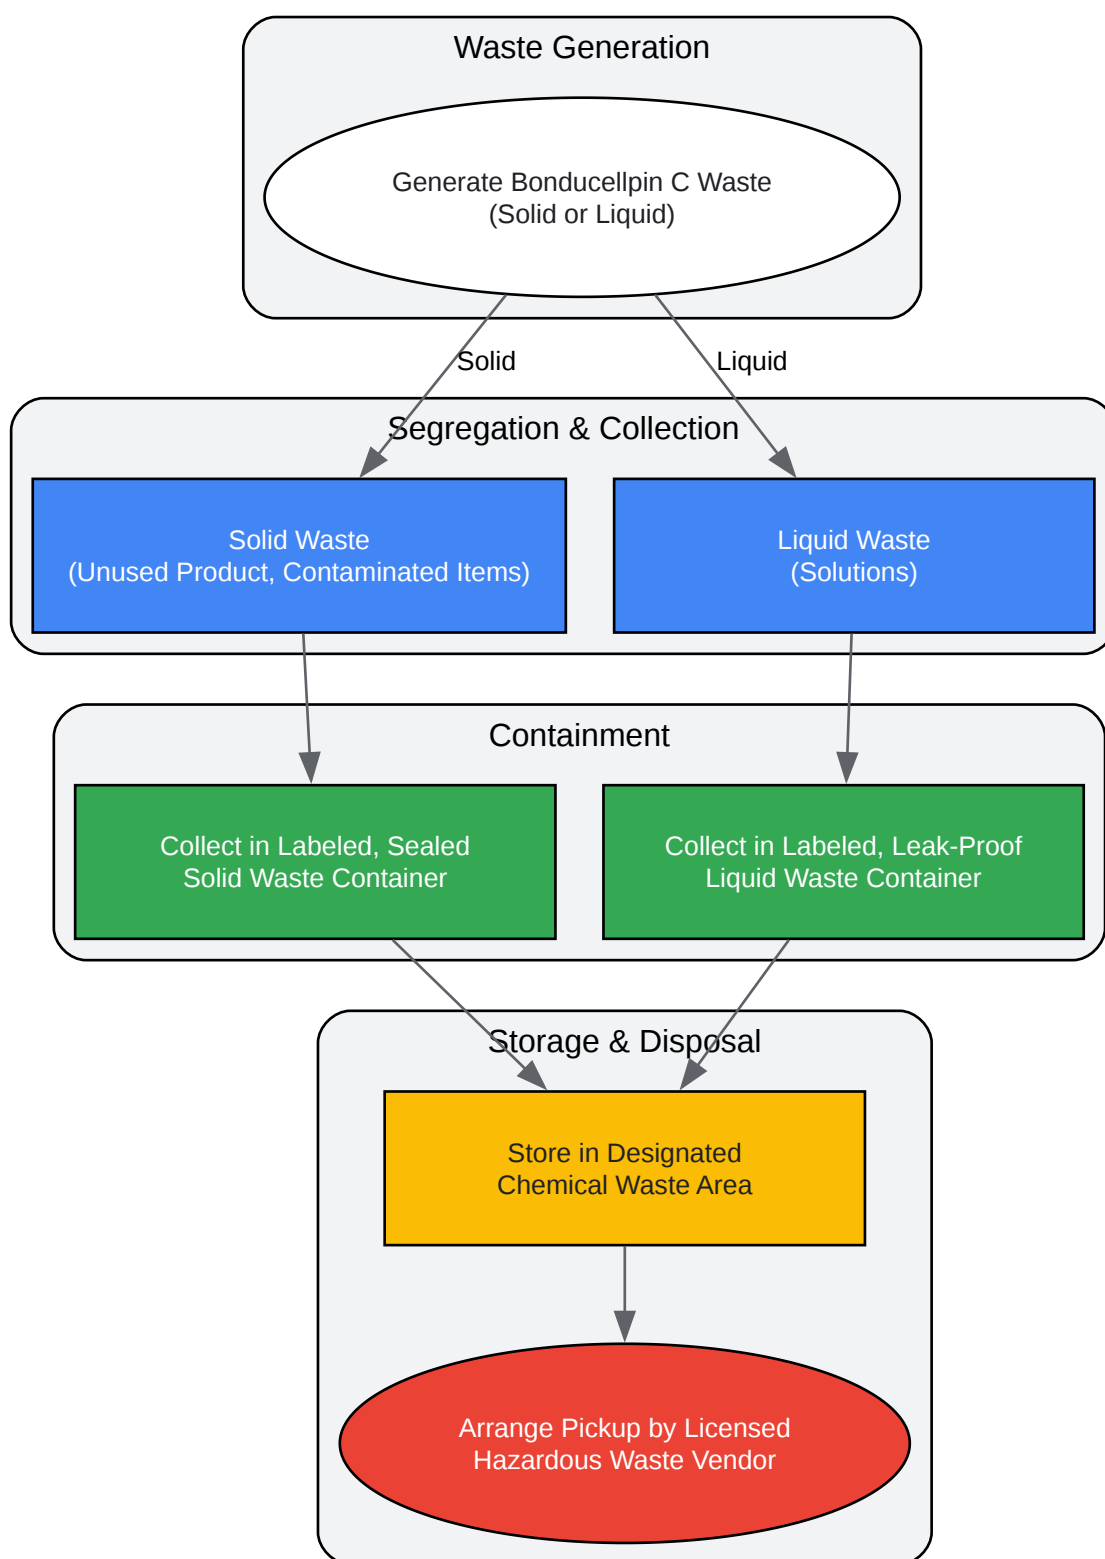 Waste Generation
Generate Bonducellpin C Waste
(Solid or Liquid)
Solid
Liquid
Segregation & Collection
Solid Waste
(Unused Product, Contaminated Items)
Liquid Waste
(Solutions)
Containment
Collect in Labeled, Sealed
Solid Waste Container
Collect in Labeled, Leak-Proof
Liquid Waste Container
Storage & Disposal
Store in Designated
Chemical Waste Area
Arrange Pickup by Licensed
Hazardous Waste Vendor